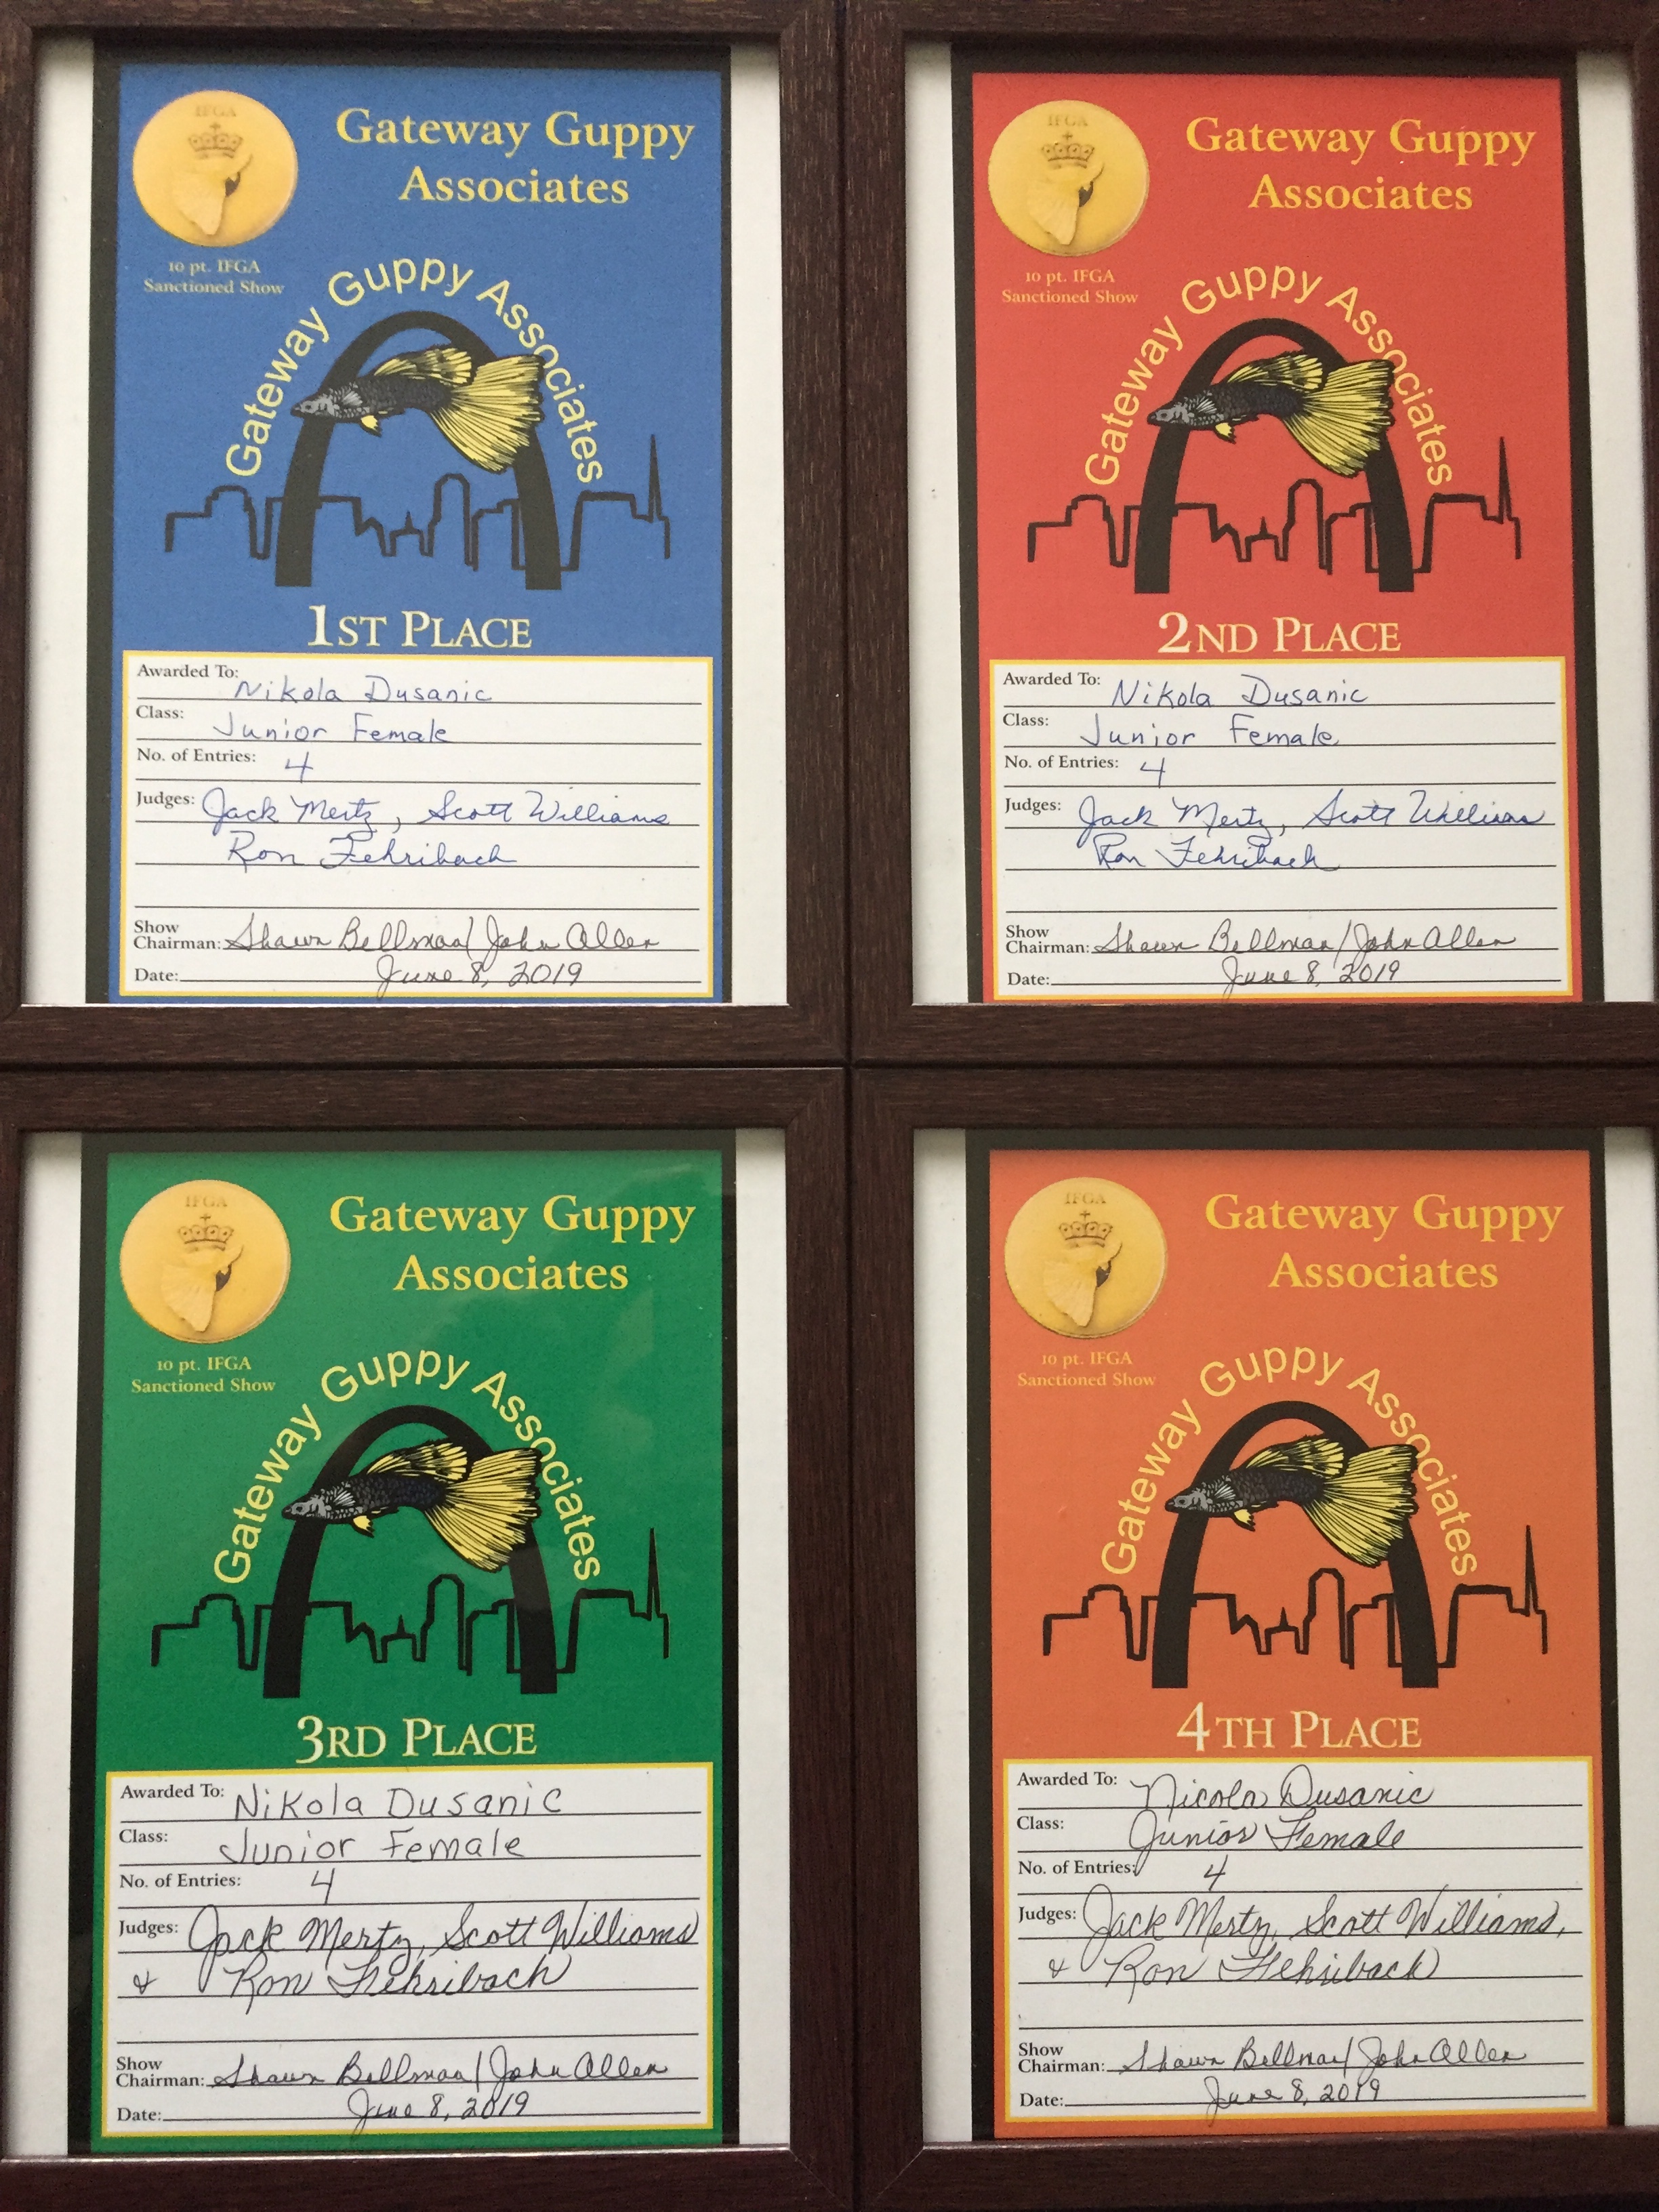 IFGA
Gateway Guppy
Associates
10 pt. IFGA
Sanctioned Show
Gateway Guppy Associates
1ST PLACE
Awarded To: Nikola Dusanic
Class: Junior Female
No. of Entries: 4
Judges: Jack Mertz, Scott Williams
Ron Fehribach
Show
Chairman: Shawn Bellman/John Allen
Date: June 8, 2019
IFGA
Gateway Guppy
Associates
10 pt. IFGA
Sanctioned Show
Gateway Guppy Associates
2ND PLACE
Awarded To: Nikola Dusanic
Class: Junior Female
No. of Entries: 4
Judges: Jack Mertz, Scott Williams
Ron Fehribach
Show
Chairman: Shawn Bellman/John Allen
Date: June 8, 2019
IFGA
Gateway Guppy
Associates
10 pt. IFGA
Sanctioned Show
Gateway Guppy Associates
3RD PLACE
Awarded To: Nikola Dusanic
Class: Junior Female
No. of Entries: 4
Judges: Jack Mertz, Scott Williams
& Ron Fehribach
Show
Chairman: Shawn Bellman/John Allen
Date: June 8, 2019
IFGA
Gateway Guppy
Associates
10 pt. IFGA
Sanctioned Show
Gateway Guppy Associates
4TH PLACE
Awarded To: Nicola Dusanic
Class: Junior Female
No. of Entries: 4
Judges: Jack Mertz, Scott Williams,
& Ron Fehribach
Show
Chairman: Shawn Bellman/John Allen
Date: June 8, 2019